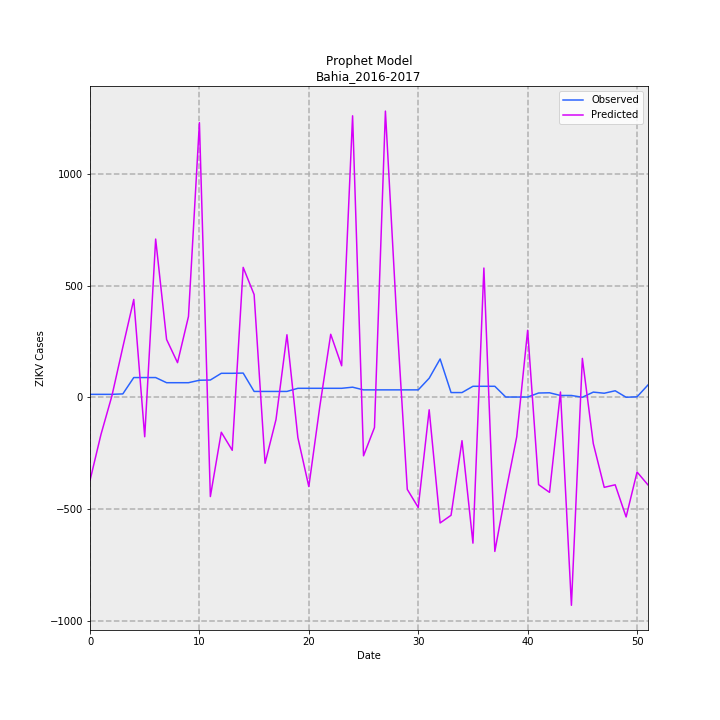 Prophet Model
Bahia_2016-2017
Observed
Predicted
1000
500
0
−500
−1000
ZIKV Cases
0 10 20 30 40 50
Date